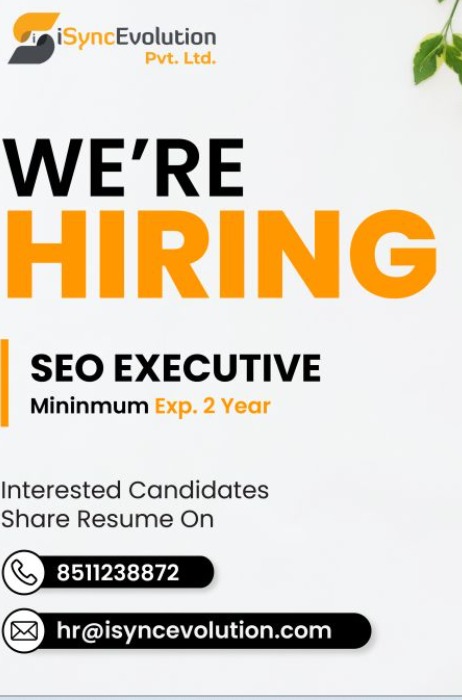 iSyncEvolution
Pvt. Ltd.
WE'RE
HIRING
SEO EXECUTIVE
Mininmum Exp. 2 Year
Interested Candidates
Share Resume On
8511238872
hr@isyncevolution.com